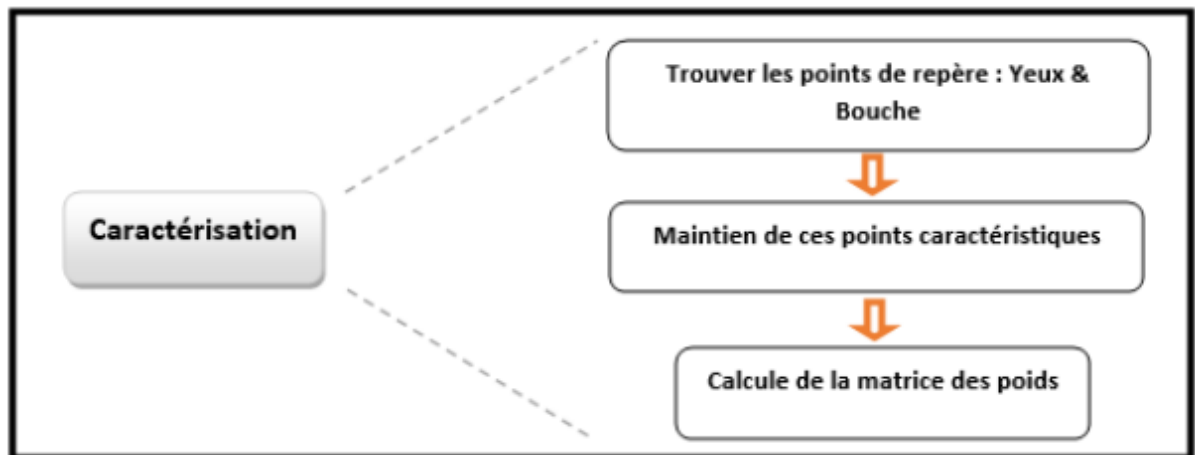 Trouver les points de repère : Yeux &
Bouche
Caractérisation
Maintien de ces points caractéristiques
Calcule de la matrice des poids